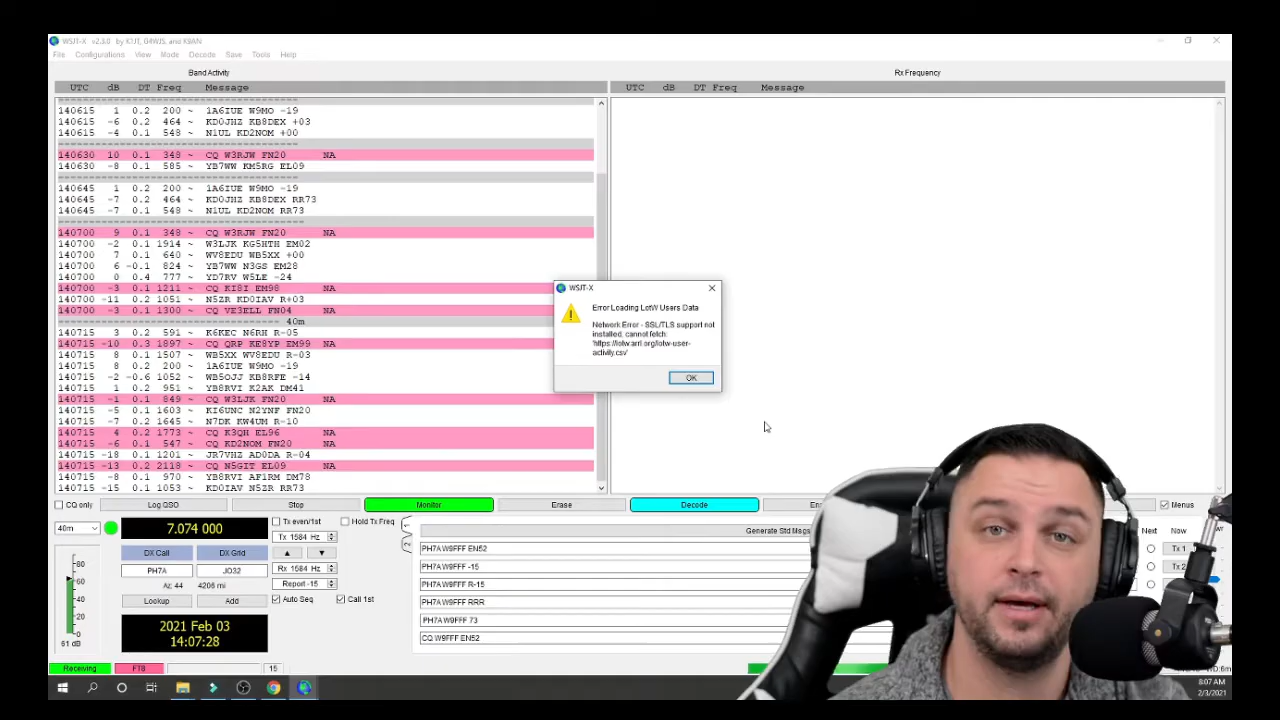 WSJT-X v2.3.0 by K1JT, G4WJS, and K9AN
File Configurations View Mode Decode Save Tools Help
Band Activity
UTC dB DT Freq Message
140615 1 0.2 200 ~ 1A6IUE W9MO -19
140615 -6 0.2 464 ~ KD0JHZ KB8DEX +03
140615 -4 0.1 548 ~ N1UL KD2NOM +00
140630 10 0.1 348 ~ CQ W3RJW FN20 NA
140630 -8 0.1 585 ~ YB7WW KM5RG EL09
140645 1 0.2 200 ~ 1A6IUE W9MO -19
140645 -7 0.2 464 ~ KD0JHZ KB8DEX RR73
140645 -7 0.1 548 ~ N1UL KD2NOM RR73
140700 9 0.1 348 ~ CQ W3RJW FN20 NA
140700 -2 0.1 1914 ~ W3LJK KG5HTH EM02
140700 7 0.1 640 ~ WV8EDU WB5XX +00
140700 6 -0.1 824 ~ YB7WW N3GS EM28
140700 0 0.4 777 ~ YD7RV W5LE -24
140700 -3 0.1 1211 ~ CQ KI8I EM98 NA
140700 -11 0.2 1051 ~ N5ZR KD0IAV R+03
140700 -3 0.1 1300 ~ CQ VE3ELL FN04 NA
40m
140715 3 0.2 591 ~ K6KEC N6RH R-05
140715 -10 0.3 1897 ~ CQ QRP KE8YP EM99 NA
140715 8 0.1 1507 ~ WB5XX WV8EDU R-03
140715 8 0.2 200 ~ 1A6IUE W9MO -19
140715 -2 -0.6 1052 ~ WB5OJJ KB8RFE -14
140715 1 0.2 951 ~ YB8RVI K2AK DM41
140715 -1 0.1 849 ~ CQ W3LJK FN20 NA
140715 -5 0.1 1603 ~ KI6UNC N2YNF FN20
140715 -7 0.2 1645 ~ N7DK KW4UM R-10
140715 4 0.2 1773 ~ CQ K3QH EL96 NA
140715 -6 0.1 547 ~ CQ KD2NOM FN20 NA
140715 -18 0.1 1201 ~ JR7VHZ AD0DA R-04
140715 -13 0.2 2118 ~ CQ N5GIT EL09 NA
140715 -8 0.1 970 ~ YB8RVI AF1RM DM78
140715 -15 0.1 1053 ~ KD0IAV N5ZR RR73
Rx Frequency
UTC dB DT Freq Message
WSJT-X
Error Loading LotW Users Data
Network Error - SSL/TLS support not
installed, cannot fetch:
'https://lotw.arrl.org/lotw-user-
activity.csv'
OK
CQ only Log QSO Stop Monitor Erase Decode Menus
40m 7.074 000
Tx even/1st Hold Tx Freq
Tx 1584 Hz
DX Call DX Grid
PH7A JO32
Az: 44 4206 mi
Lookup Add
Rx 1584 Hz
Report -15
Auto Seq Call 1st
2021 Feb 03
14:07:28
-80
-60
-40
-20
-0
61 dB
1
2
Generate Std Msgs Next Now
PH7A W9FFF EN52 Tx 1
PH7A W9FFF -15 Tx 2
PH7A W9FFF R-15
PH7A W9FFF RRR
PH7A W9FFF 73
CQ W9FFF EN52
Receiving FT8 15
WD:6m
8:07 AM
2/3/2021